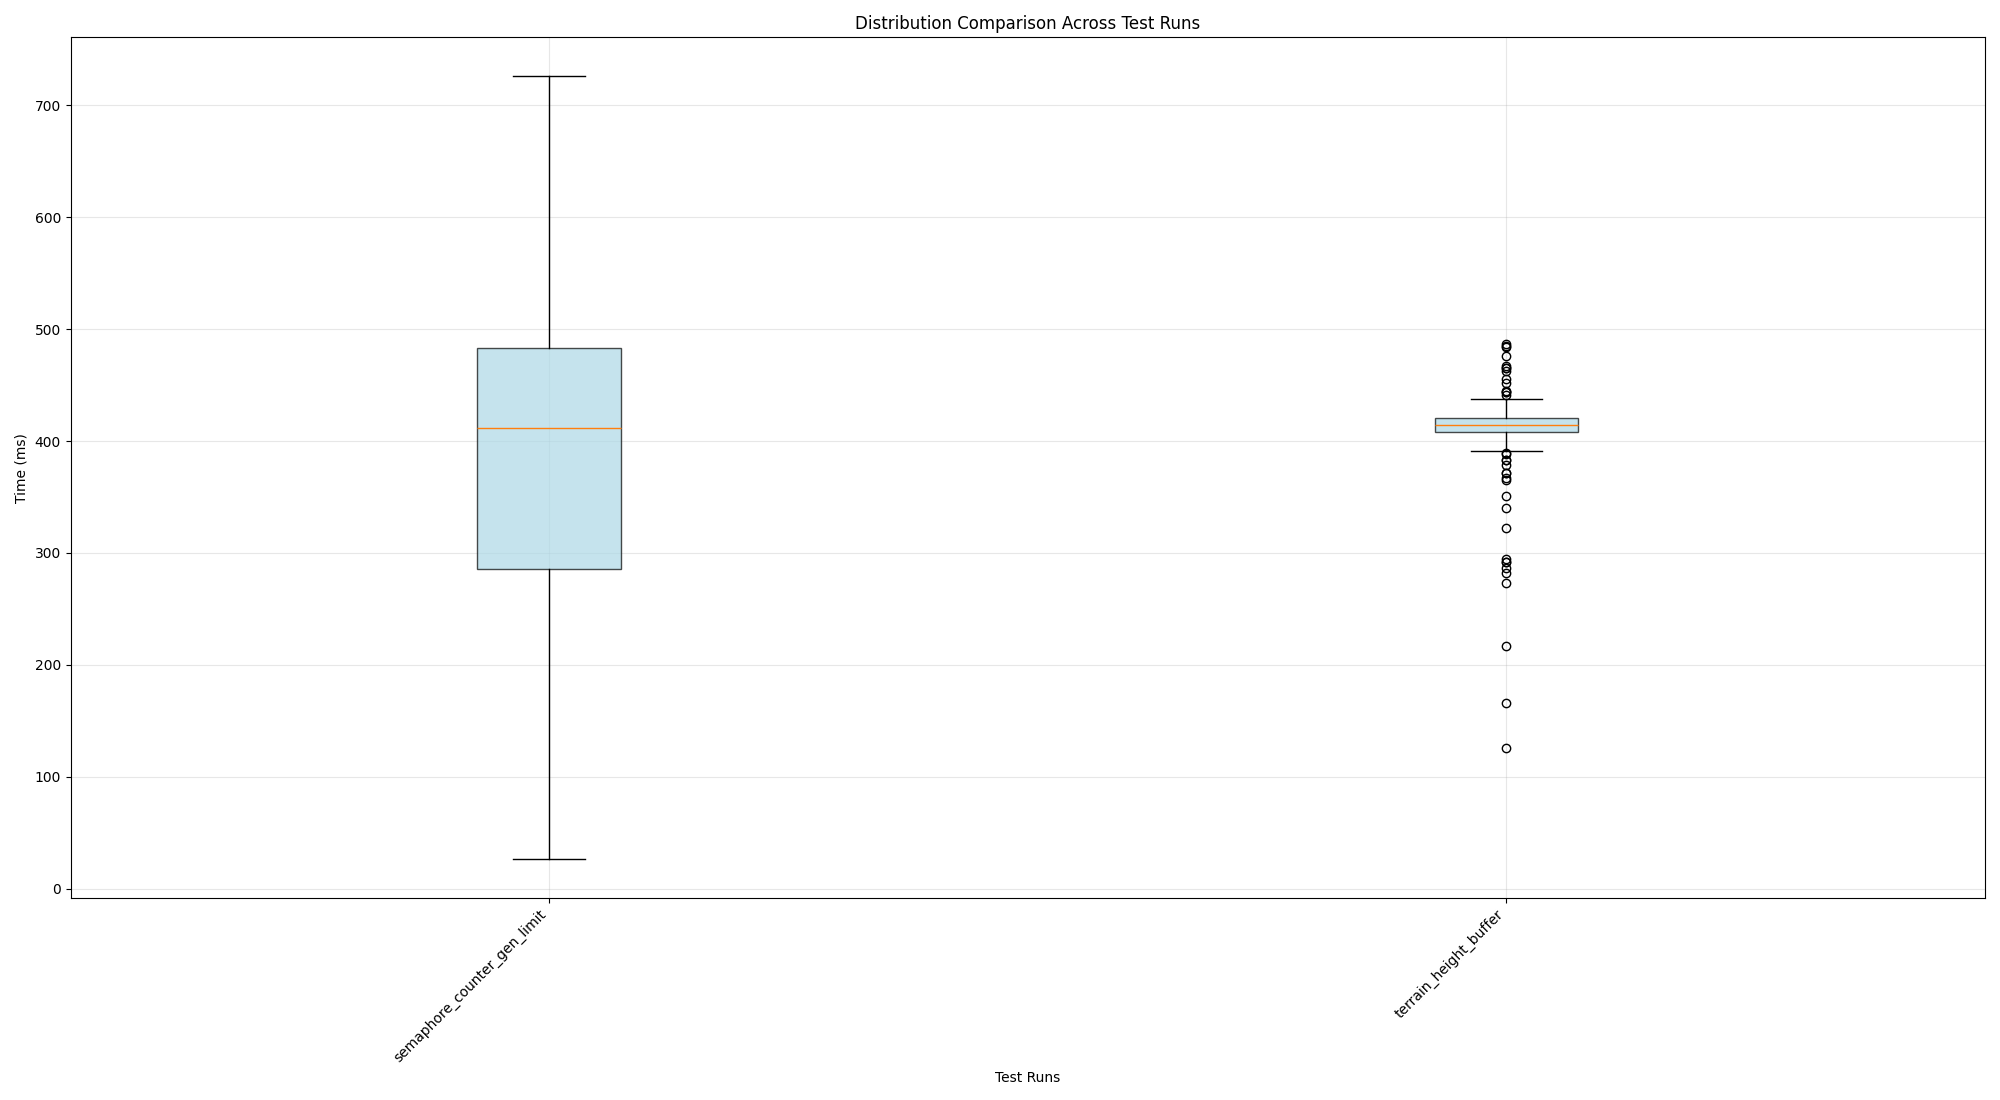 Distribution Comparison Across Test Runs
Time (ms)
700
600
500
400
300
200
100
0
semaphore_counter_gen_limit
terrain_height_buffer
Test Runs